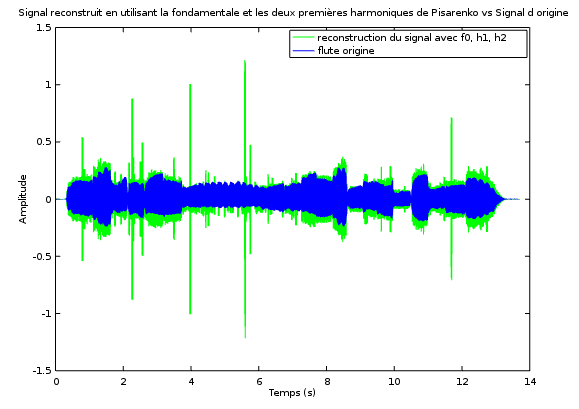 Signal reconstruit en utilisant la fondamentale et les deux premières harmoniques de Pisarenko vs Signal d origine
reconstruction du signal avec f0, h1, h2
flute origine
1.5
1
0.5
0
-0.5
-1
-1.5
Amplitude
0 2 4 6 8 10 12 14
Temps (s)